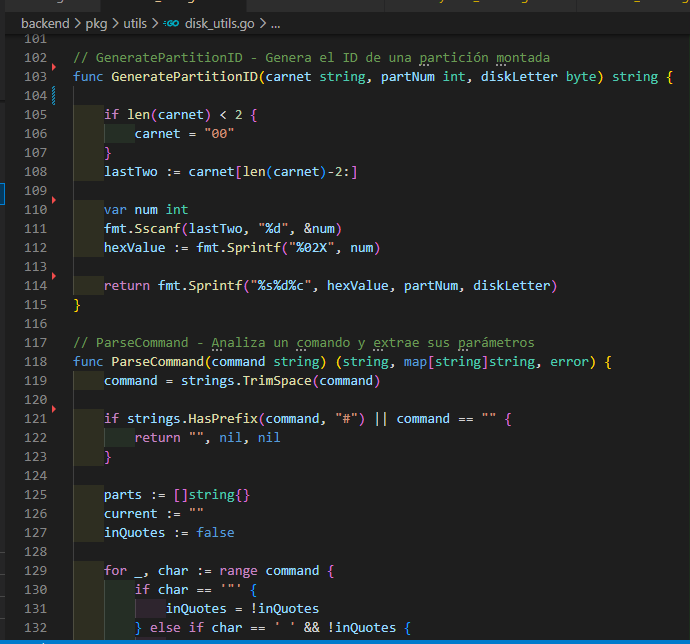 backend > pkg > utils > disk_utils.go > ...
101
102 // GeneratePartitionID - Genera el ID de una partición montada
103 func GeneratePartitionID(carnet string, partNum int, diskLetter byte) string {
104
105     if len(carnet) < 2 {
106         carnet = "00"
107     }
108     lastTwo := carnet[len(carnet)-2:]
109
110     var num int
111     fmt.Sscanf(lastTwo, "%d", &num)
112     hexValue := fmt.Sprintf("%02X", num)
113
114     return fmt.Sprintf("%s%d%c", hexValue, partNum, diskLetter)
115 }
116
117 // ParseCommand - Analiza un comando y extrae sus parámetros
118 func ParseCommand(command string) (string, map[string]string, error) {
119     command = strings.TrimSpace(command)
120
121     if strings.HasPrefix(command, "#") || command == "" {
122         return "", nil, nil
123     }
124
125     parts := []string{}
126     current := ""
127     inQuotes := false
128
129     for _, char := range command {
130         if char == '"' {
131             inQuotes = !inQuotes
132         } else if char == ' ' && !inQuotes {